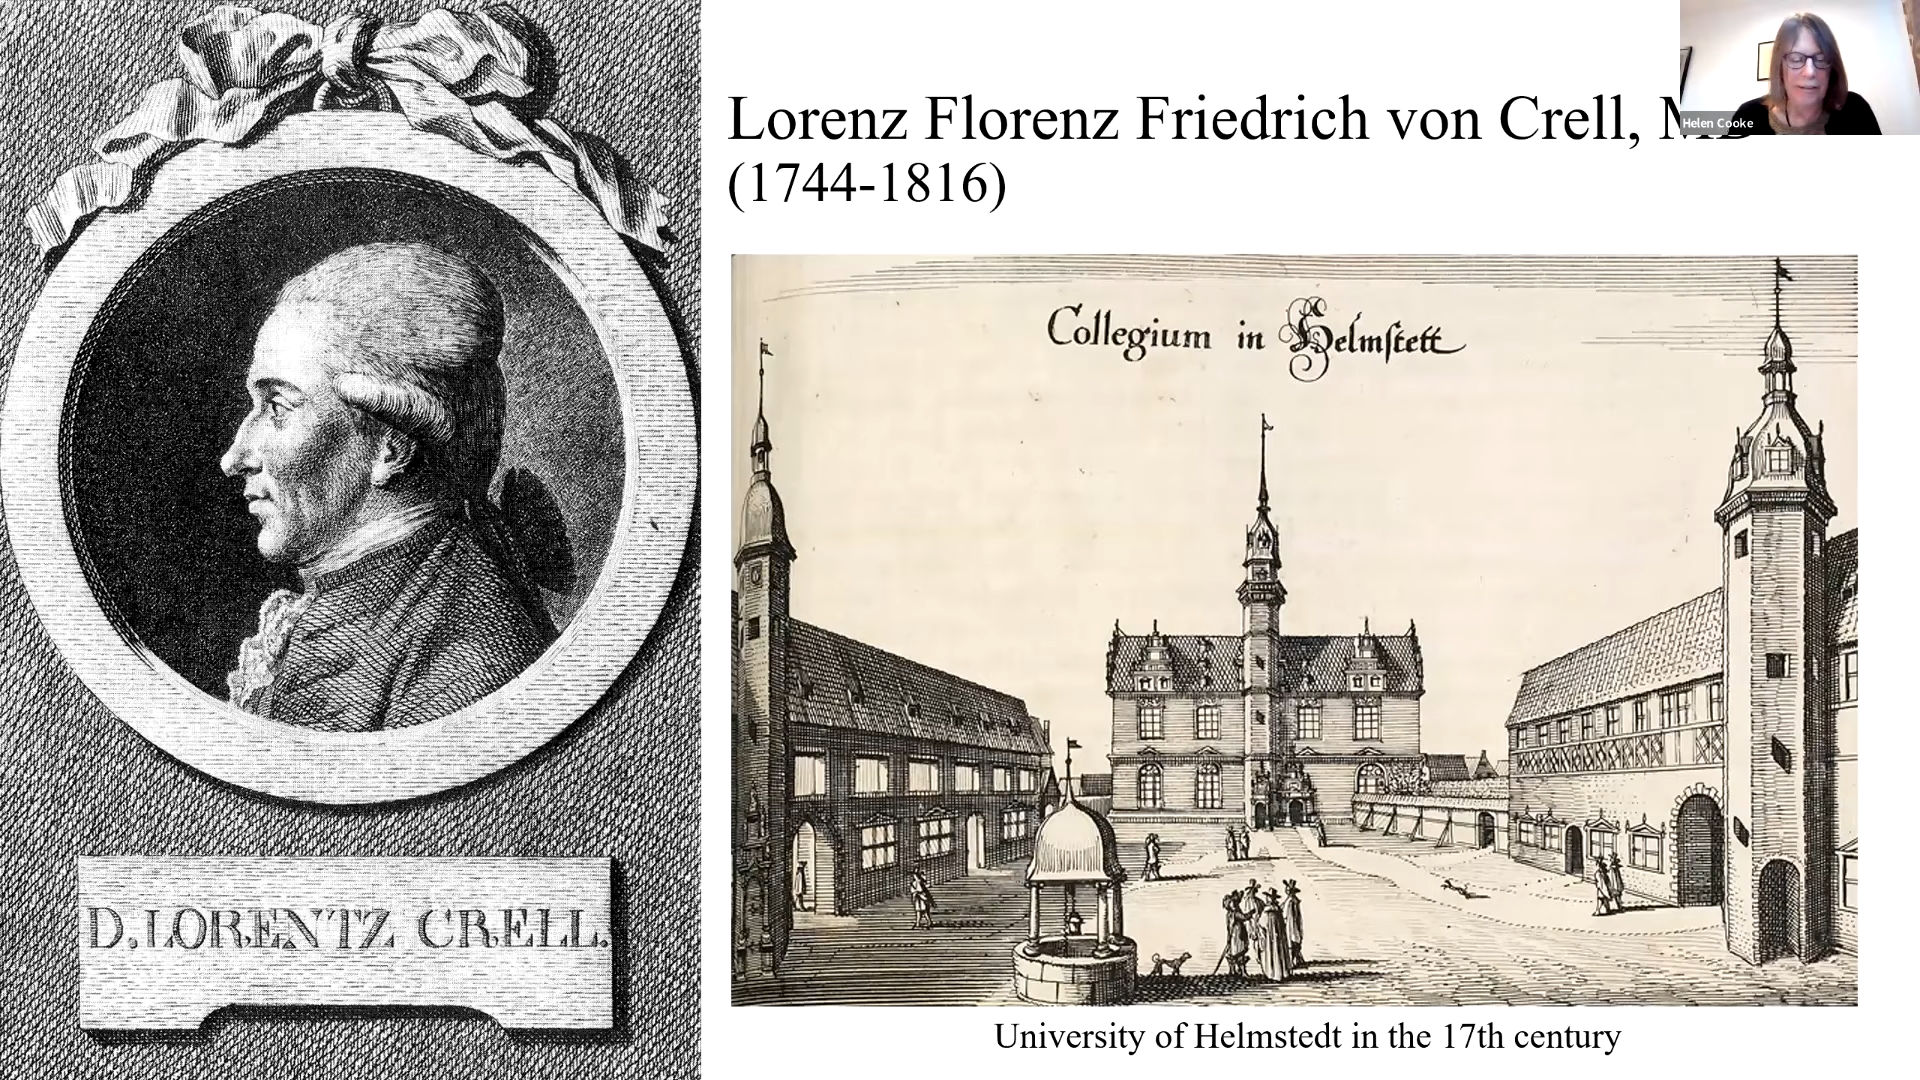 Lorenz Florenz Friedrich von Crell,
(1744-1816)
Helen Cooke
Collegium in Helmſtett
D. LORENTZ CRELL.
University of Helmstedt in the 17th century